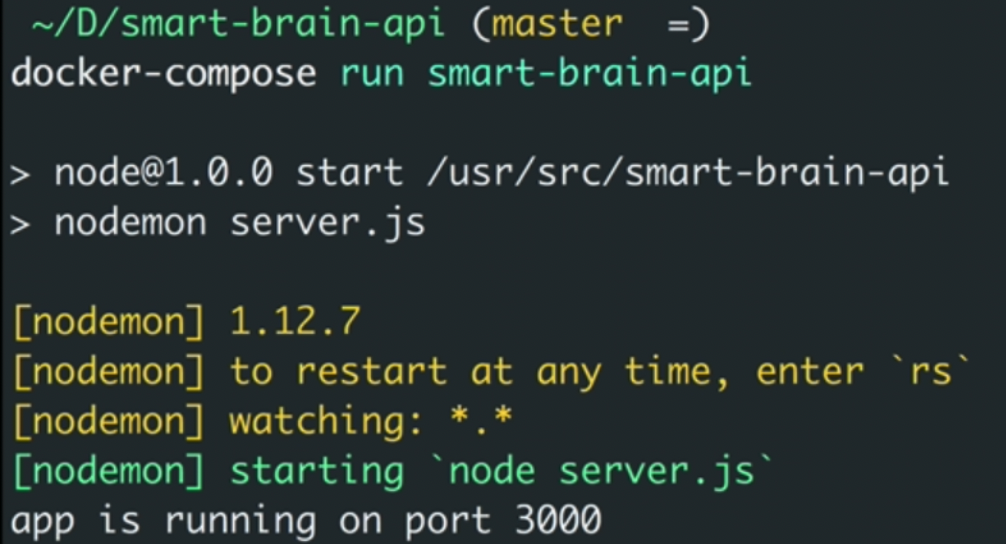 ~/D/smart-brain-api (master =)
docker-compose run smart-brain-api
> node@1.0.0 start /usr/src/smart-brain-api
> nodemon server.js
[nodemon] 1.12.7
[nodemon] to restart at any time, enter `rs`
[nodemon] watching: *.*
[nodemon] starting `node server.js`
app is running on port 3000